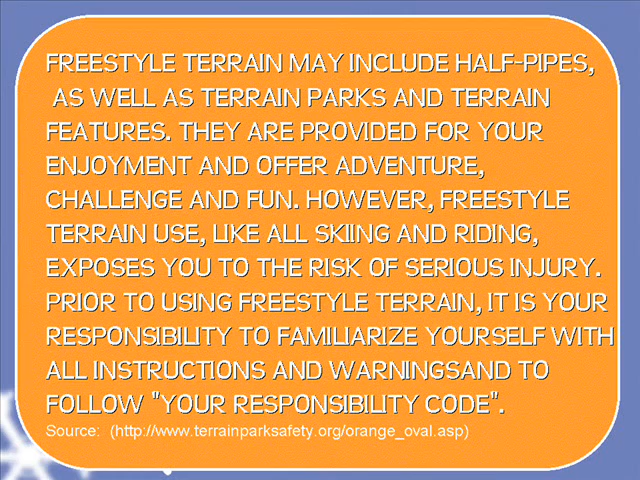 FREESTYLE TERRAIN MAY INCLUDE HALF-PIPES,
AS WELL AS TERRAIN PARKS AND TERRAIN
FEATURES. THEY ARE PROVIDED FOR YOUR
ENJOYMENT AND OFFER ADVENTURE,
CHALLENGE AND FUN. HOWEVER, FREESTYLE
TERRAIN USE, LIKE ALL SKIING AND RIDING,
EXPOSES YOU TO THE RISK OF SERIOUS INJURY.
PRIOR TO USING FREESTYLE TERRAIN, IT IS YOUR
RESPONSIBILITY TO FAMILIARIZE YOURSELF WITH
ALL INSTRUCTIONS AND WARNINGSAND TO
FOLLOW "YOUR RESPONSIBILITY CODE".
Source: (http://www.terrainparksafety.org/orange_oval.asp)